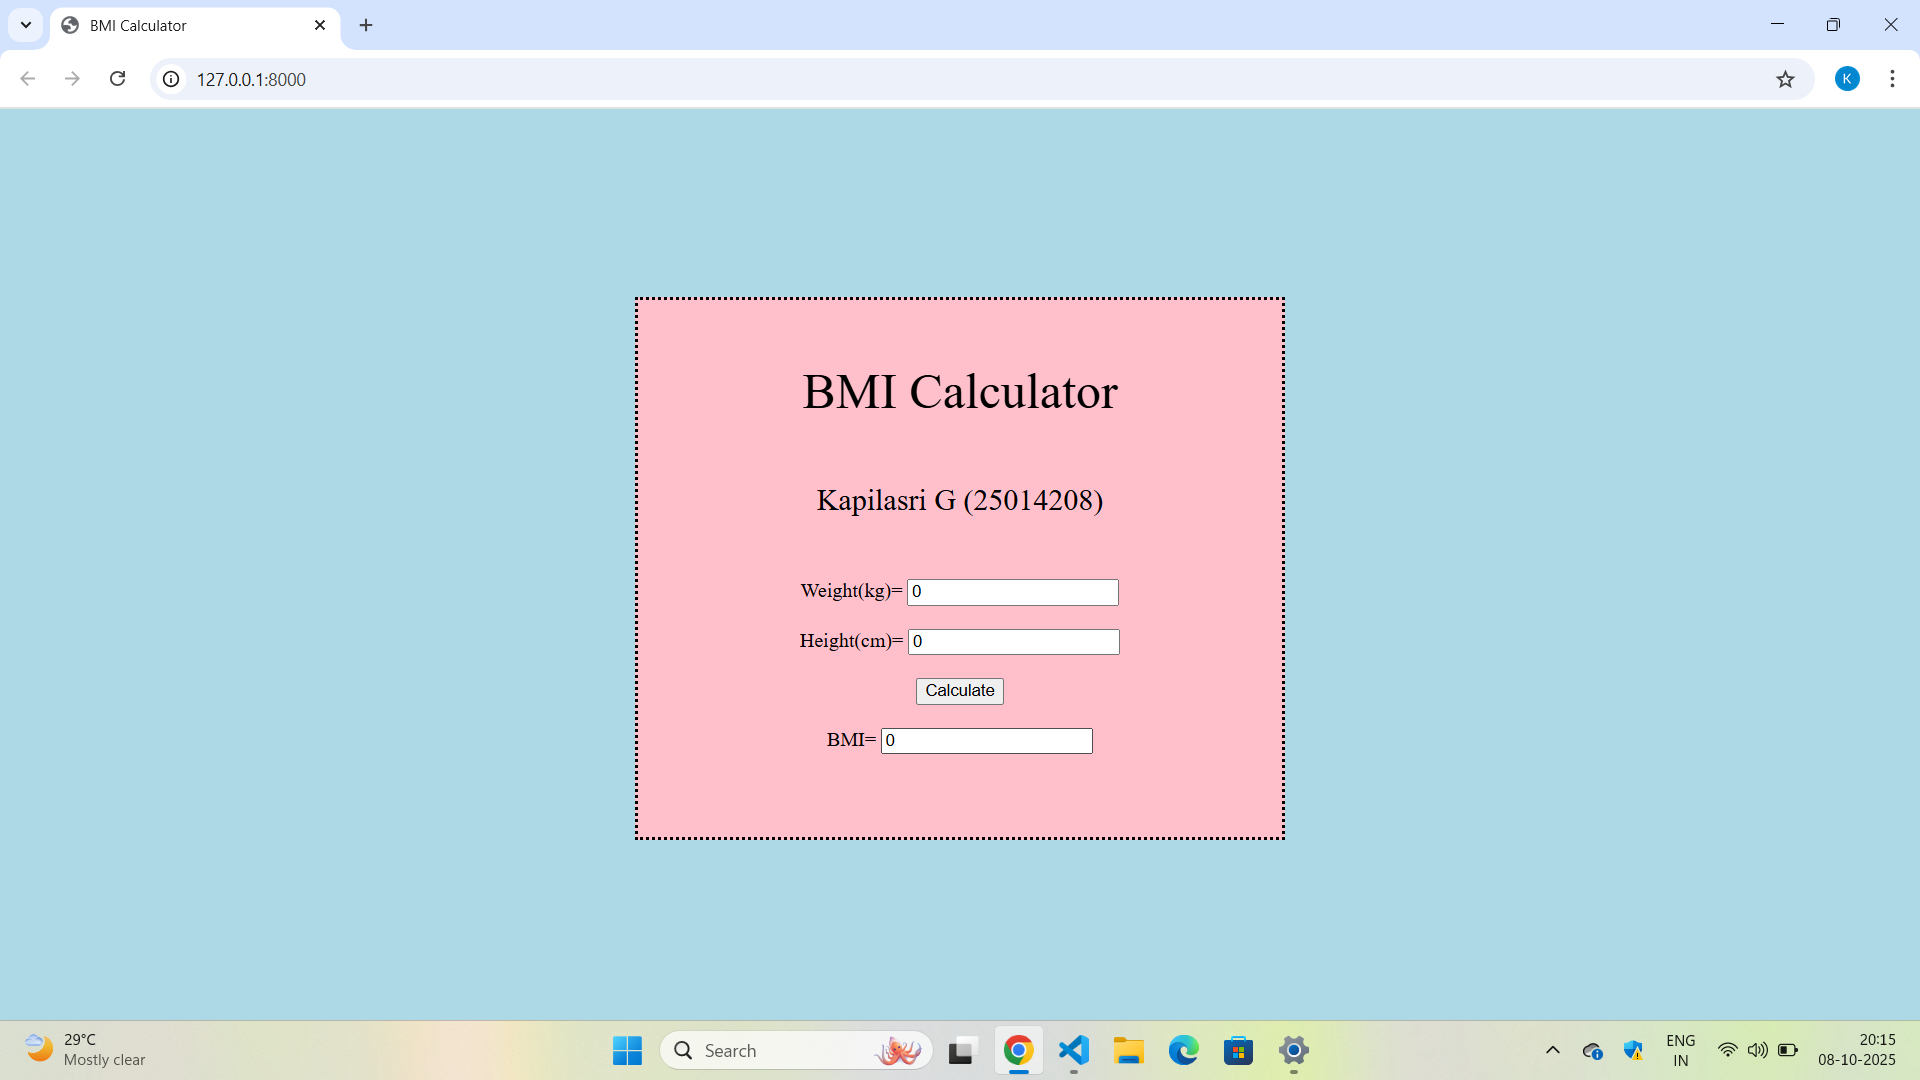 BMI Calculator
127.0.0.1:8000
K
BMI Calculator
Kapilasri G (25014208)
Weight(kg)= 0
Height(cm)= 0
Calculate
BMI= 0
29°C
Mostly clear
Search
ENG
IN
20:15
08-10-2025